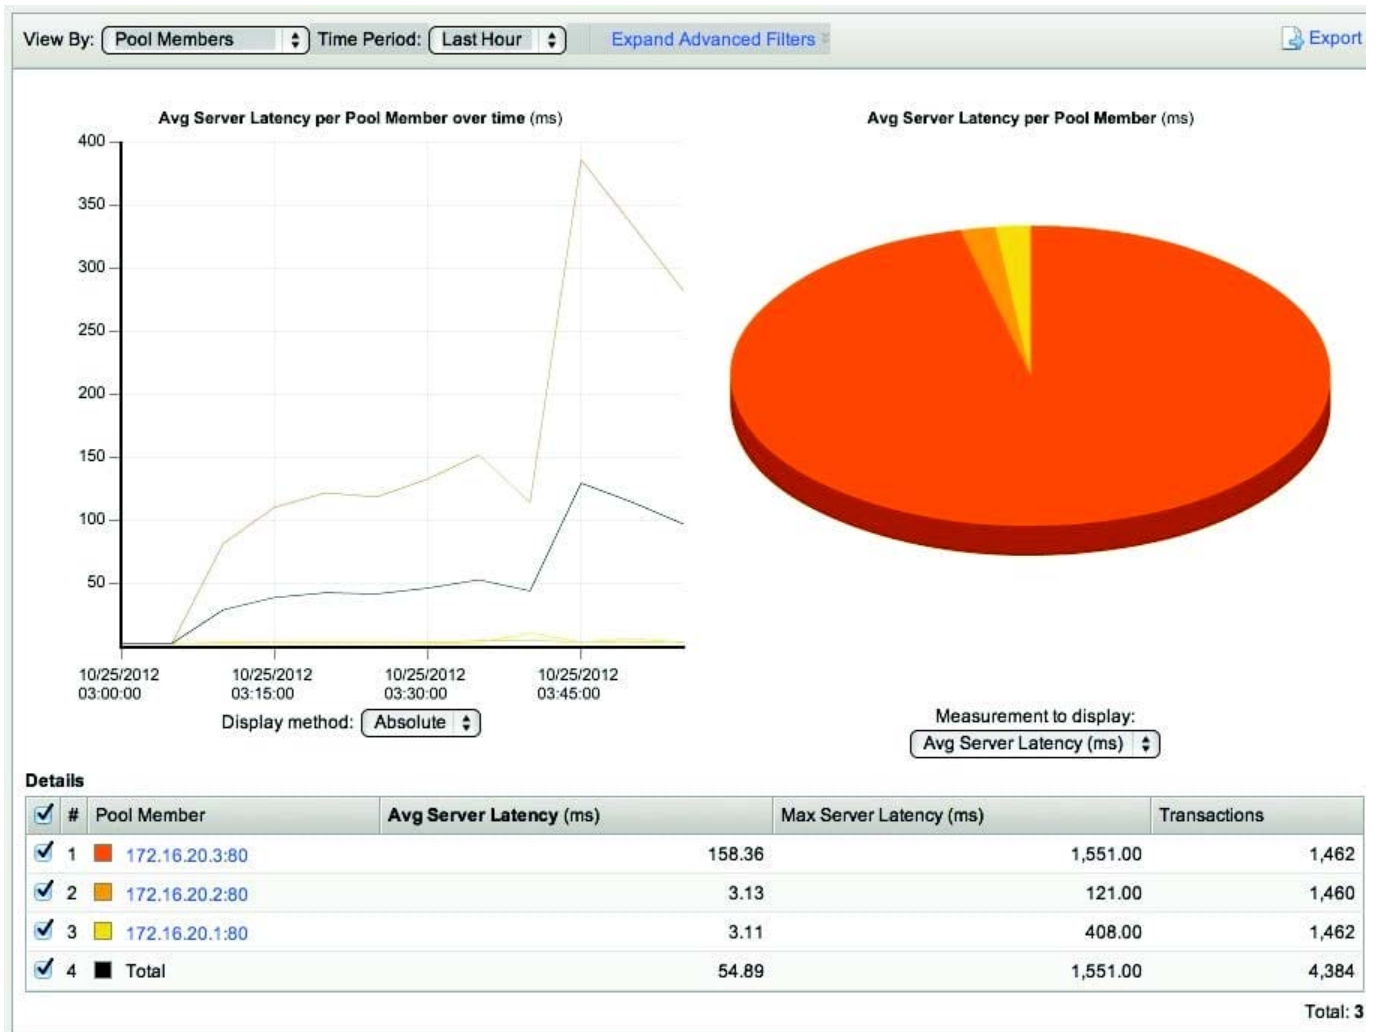 View By: Pool Members Time Period: Last Hour Expand Advanced Filters Export
Avg Server Latency per Pool Member over time (ms)
400
350
300
250
200
150
100
50
10/25/2012 10/25/2012 10/25/2012 10/25/2012
03:00:00 03:15:00 03:30:00 03:45:00
Display method: Absolute
Avg Server Latency per Pool Member (ms)
Measurement to display:
Avg Server Latency (ms)
Details
# Pool Member Avg Server Latency (ms) Max Server Latency (ms) Transactions
1 172.16.20.3:80 158.36 1,551.00 1,462
2 172.16.20.2:80 3.13 121.00 1,460
3 172.16.20.1:80 3.11 408.00 1,462
4 Total 54.89 1,551.00 4,384
Total: 3